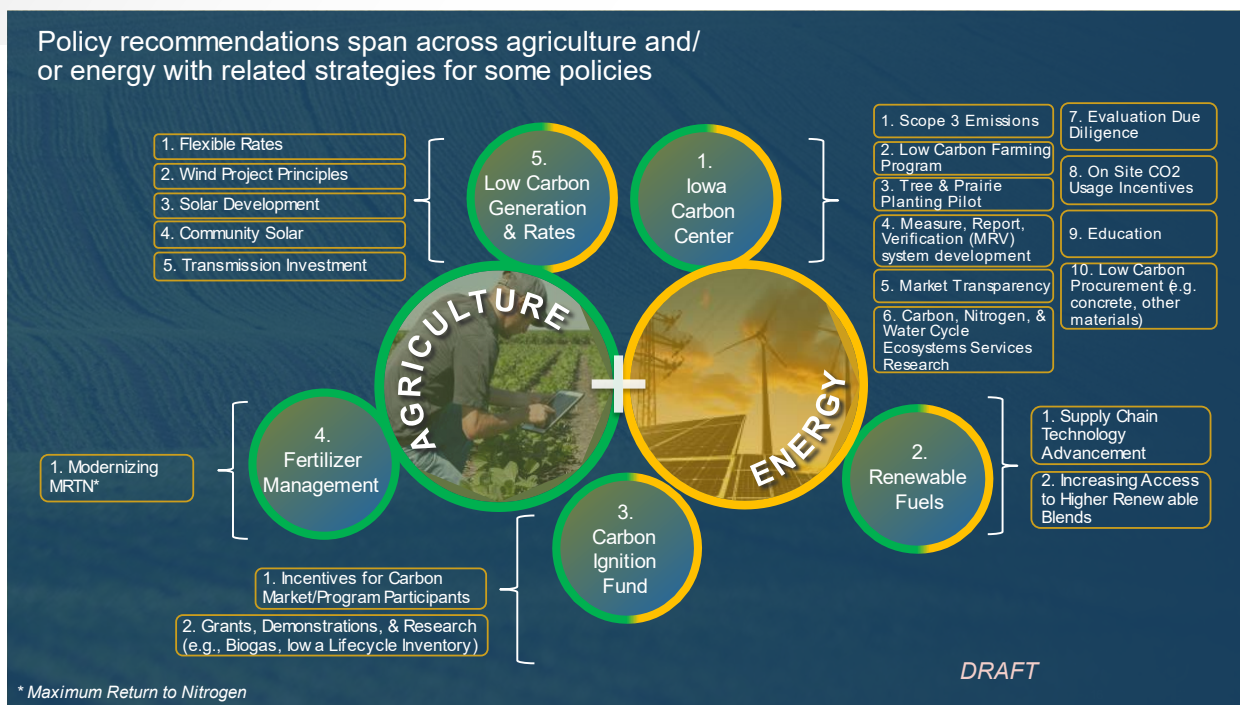 Policy recommendations span across agriculture and/
or energy with related strategies for some policies
1. Flexible Rates
2. Wind Project Principles
3. Solar Development
4. Community Solar
5. Transmission Investment
5.
Low Carbon
Generation
& Rates
1.
Iowa
Carbon
Center
1. Scope 3 Emissions
2. Low Carbon Farming
Program
3. Tree & Prairie
Planting Pilot
4. Measure, Report,
Verification (MRV)
system development
5. Market Transparency
6. Carbon, Nitrogen, &
Water Cycle
Ecosystems Services
Research
7. Evaluation Due
Diligence
8. On Site CO2
Usage Incentives
9. Education
10. Low Carbon
Procurement (e.g.
concrete, other
materials)
AGRICULTURE
+
ENERGY
1. Modernizing
MRTN*
4.
Fertilizer
Management
2.
Renewable
Fuels
1. Supply Chain
Technology
Advancement
2. Increasing Access
to Higher Renewable
Blends
3.
Carbon
Ignition
Fund
1. Incentives for Carbon
Market/Program Participants
2. Grants, Demonstrations, & Research
(e.g., Biogas, Iowa Lifecycle Inventory)
DRAFT
* Maximum Return to Nitrogen